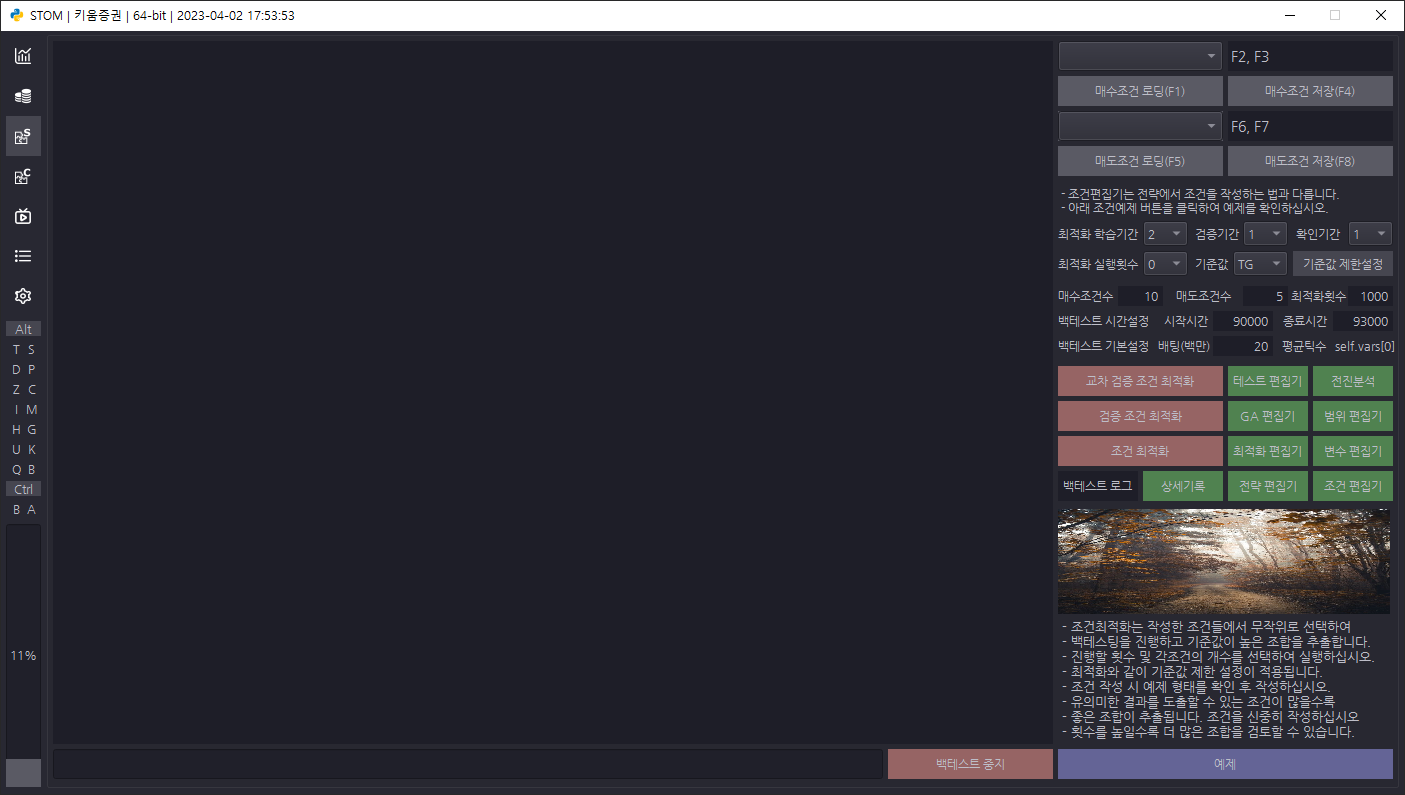 STOM | 키움증권 | 64-bit | 2023-04-02 17:53:53
F2, F3
매수조건 로딩(F1) 매수조건 저장(F4)
F6, F7
매도조건 로딩(F5) 매도조건 저장(F8)
- 조건편집기는 전략에서 조건을 작성하는 법과 다릅니다.
- 아래 조건예제 버튼을 클릭하여 예제를 확인하십시오.
최적화 학습기간 2 검증기간 1 확인기간 1
최적화 실행횟수 0 기준값 TG 기준값 제한설정
매수조건수 10 매도조건수 5 최적화횟수 1000
백테스트 시간설정 시작시간 90000 종료시간 93000
백테스트 기본설정 배팅(백만) 20 평균틱수 self.vars[0]
교차 검증 조건 최적화 테스트 편집기 전진분석
검증 조건 최적화 GA 편집기 범위 편집기
조건 최적화 최적화 편집기 변수 편집기
백테스트 로그 상세기록 전략 편집기 조건 편집기
- 조건최적화는 작성한 조건들에서 무작위로 선택하여
- 백테스팅을 진행하고 기준값이 높은 조합을 추출합니다.
- 진행할 횟수 및 각조건의 개수를 선택하여 실행하십시오.
- 최적화와 같이 기준값 제한 설정이 적용됩니다.
- 조건 작성 시 예제 형태를 확인 후 작성하십시오.
- 유의미한 결과를 도출할 수 있는 조건이 많을수록
- 좋은 조합이 추출됩니다. 조건을 신중히 작성하십시오
- 횟수를 높일수록 더 많은 조합을 검토할 수 있습니다.
백테스트 중지 예제
S
C
Alt
T S
D P
Z C
I M
H G
U K
Q B
Ctrl
B A
11%